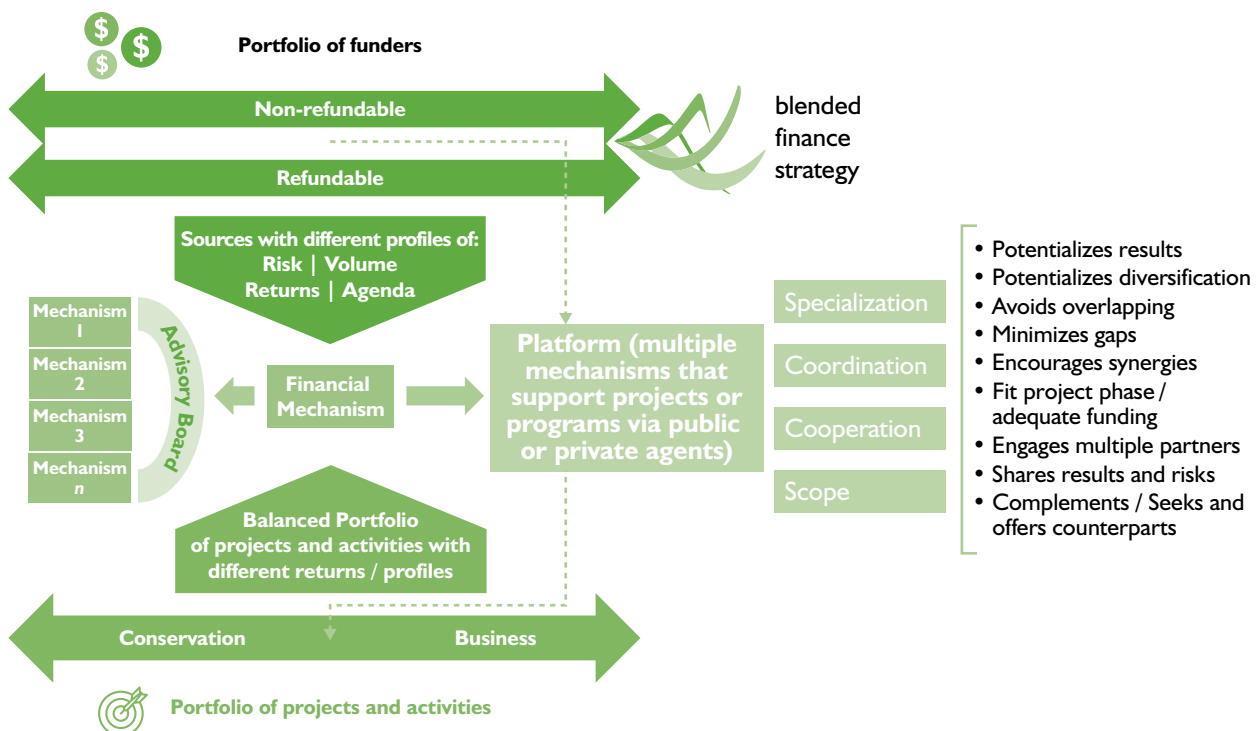 $
$
$
Portfolio of funders
Non-refundable
blended
finance
strategy
Refundable
Sources with different profiles of:
Risk | Volume
Returns | Agenda
Mechanism
1
Mechanism
2
Mechanism
3
Mechanism
n
Advisory Board
Financial
Mechanism
Platform (multiple
mechanisms that
support projects or
programs via public
or private agents)
Specialization
Coordination
Cooperation
Scope
• Potentializes results
• Potentializes diversification
• Avoids overlapping
• Minimizes gaps
• Encourages synergies
• Fit project phase /
adequate funding
• Engages multiple partners
• Shares results and risks
• Complements / Seeks and
offers counterparts
Balanced Portfolio
of projects and activities with
different returns / profiles
Conservation
Business
Portfolio of projects and activities